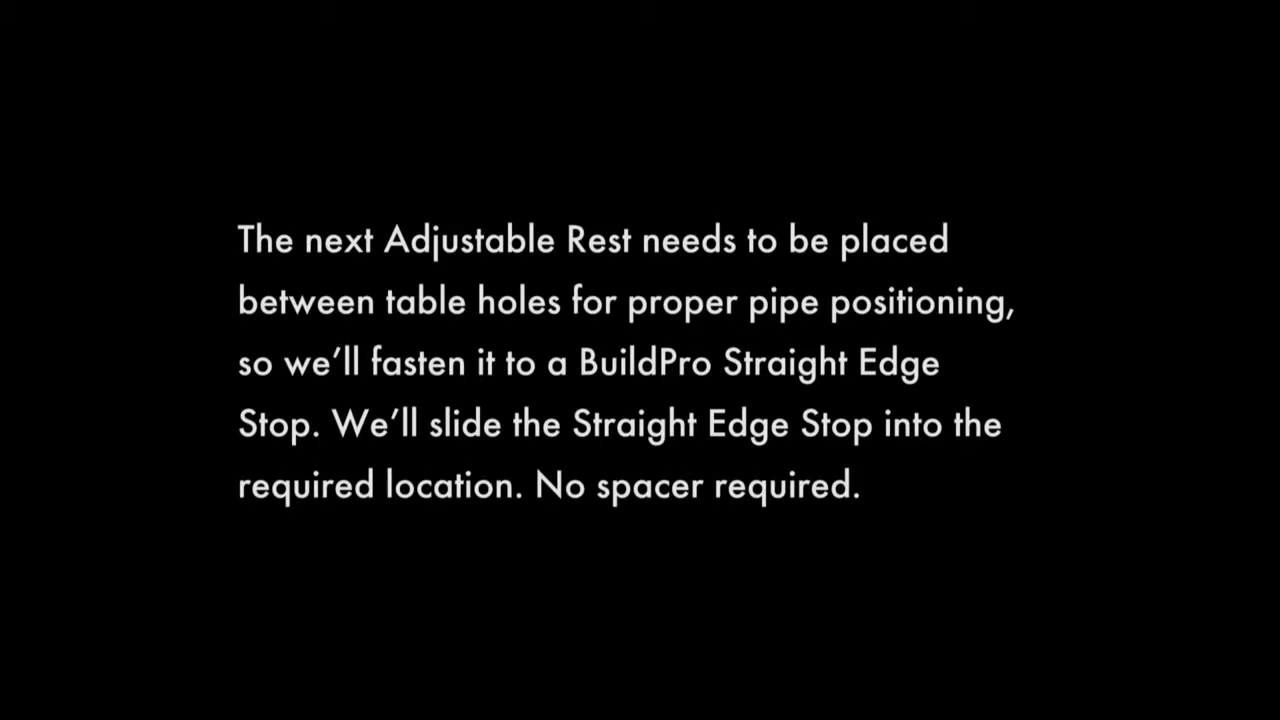 The next Adjustable Rest needs to be placed
between table holes for proper pipe positioning,
so we’ll fasten it to a BuildPro Straight Edge
Stop. We’ll slide the Straight Edge Stop into the
required location. No spacer required.